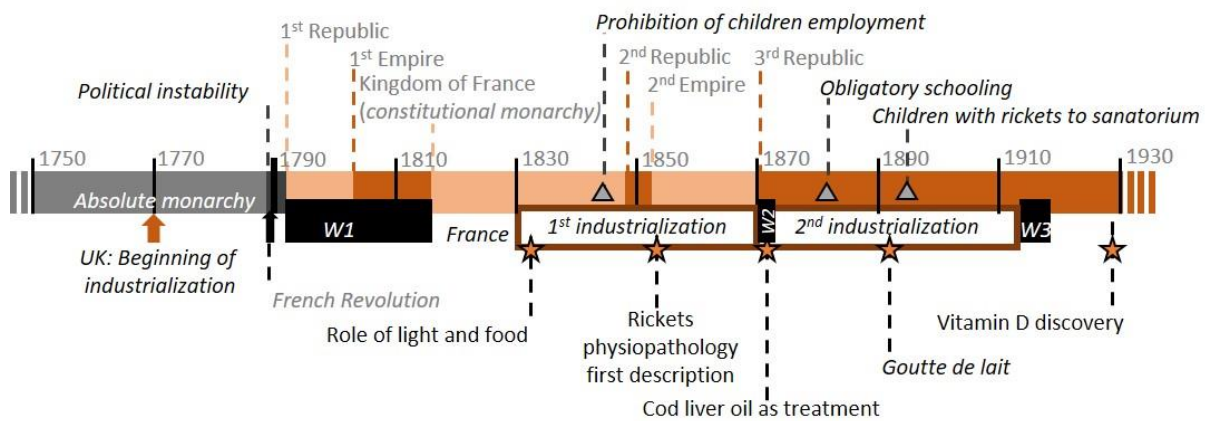 Prohibition of children employment
1st Republic
1st Empire
2nd Republic
3rd Republic
Kingdom of France
(constitutional monarchy)
2nd Empire
Political instability
Obligatory schooling
Children with rickets to sanatorium
1750
1770
1790
1810
1830
1850
1870
1890
1910
1930
Absolute monarchy
W1
France
1st industrialization
W2
2nd industrialization
W3
UK: Beginning of
industrialization
French Revolution
Role of light and food
Rickets
physiopathology
first description
Cod liver oil as treatment
Goutte de lait
Vitamin D discovery